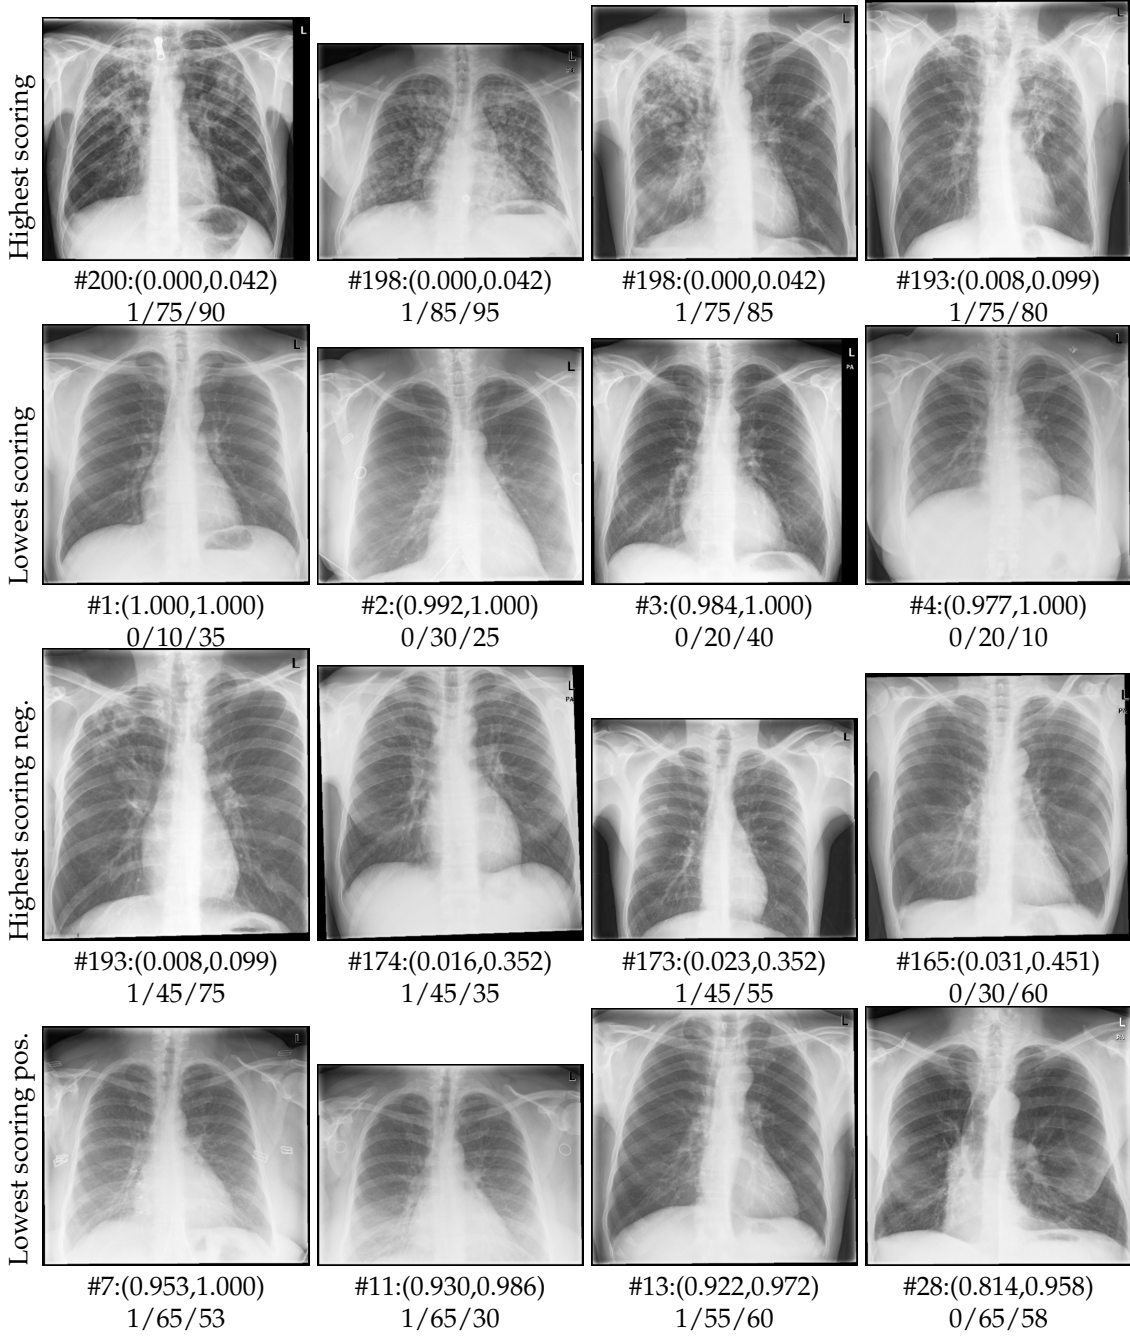 Highest scoring
L
L
L
L
#200:(0.000,0.042)
#198:(0.000,0.042)
#198:(0.000,0.042)
#193:(0.008,0.099)
1/75/90
1/85/95
1/75/85
1/75/80
Lowest scoring
L
L
L
PA
L
#1:(1.000,1.000)
#2:(0.992,1.000)
#3:(0.984,1.000)
#4:(0.977,1.000)
0/10/35
0/30/25
0/20/40
0/20/10
Highest scoring neg.
L
L
PA
L
L
PA
#193:(0.008,0.099)
#174:(0.016,0.352)
#173:(0.023,0.352)
#165:(0.031,0.451)
1/45/75
1/45/35
1/45/55
0/30/60
Lowest scoring pos.
L
L
L
L
PA
#7:(0.953,1.000)
#11:(0.930,0.986)
#13:(0.922,0.972)
#28:(0.814,0.958)
1/65/53
1/65/30
1/55/60
0/65/58